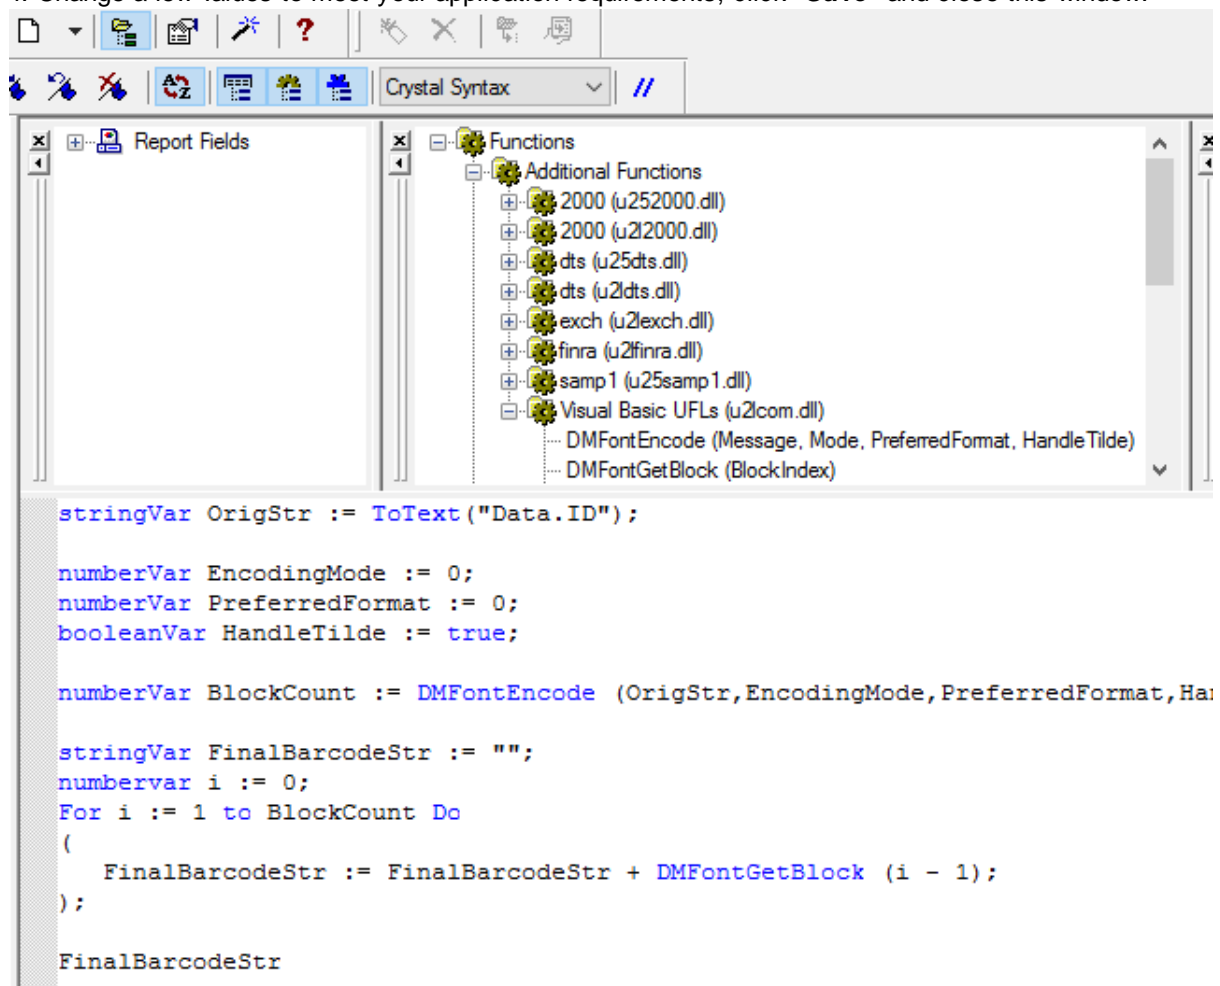 Crystal Syntax
//
Report Fields
Functions
Additional Functions
2000 (u252000.dll)
2000 (u2l2000.dll)
dts (u25dts.dll)
dts (u2ldts.dll)
exch (u2lexch.dll)
finra (u2lfinra.dll)
samp1 (u25samp1.dll)
Visual Basic UFLs (u2lcom.dll)
DMFontEncode (Message, Mode, PreferredFormat, HandleTilde)
DMFontGetBlock (BlockIndex)
stringVar OrigStr := ToText("Data.ID");
numberVar EncodingMode := 0;
numberVar PreferredFormat := 0;
booleanVar HandleTilde := true;
numberVar BlockCount := DMFontEncode (OrigStr,EncodingMode,PreferredFormat,Ha
stringVar FinalBarcodeStr := "";
numbervar i := 0;
For i := 1 to BlockCount Do
(
FinalBarcodeStr := FinalBarcodeStr + DMFontGetBlock (i - 1);
);
FinalBarcodeStr